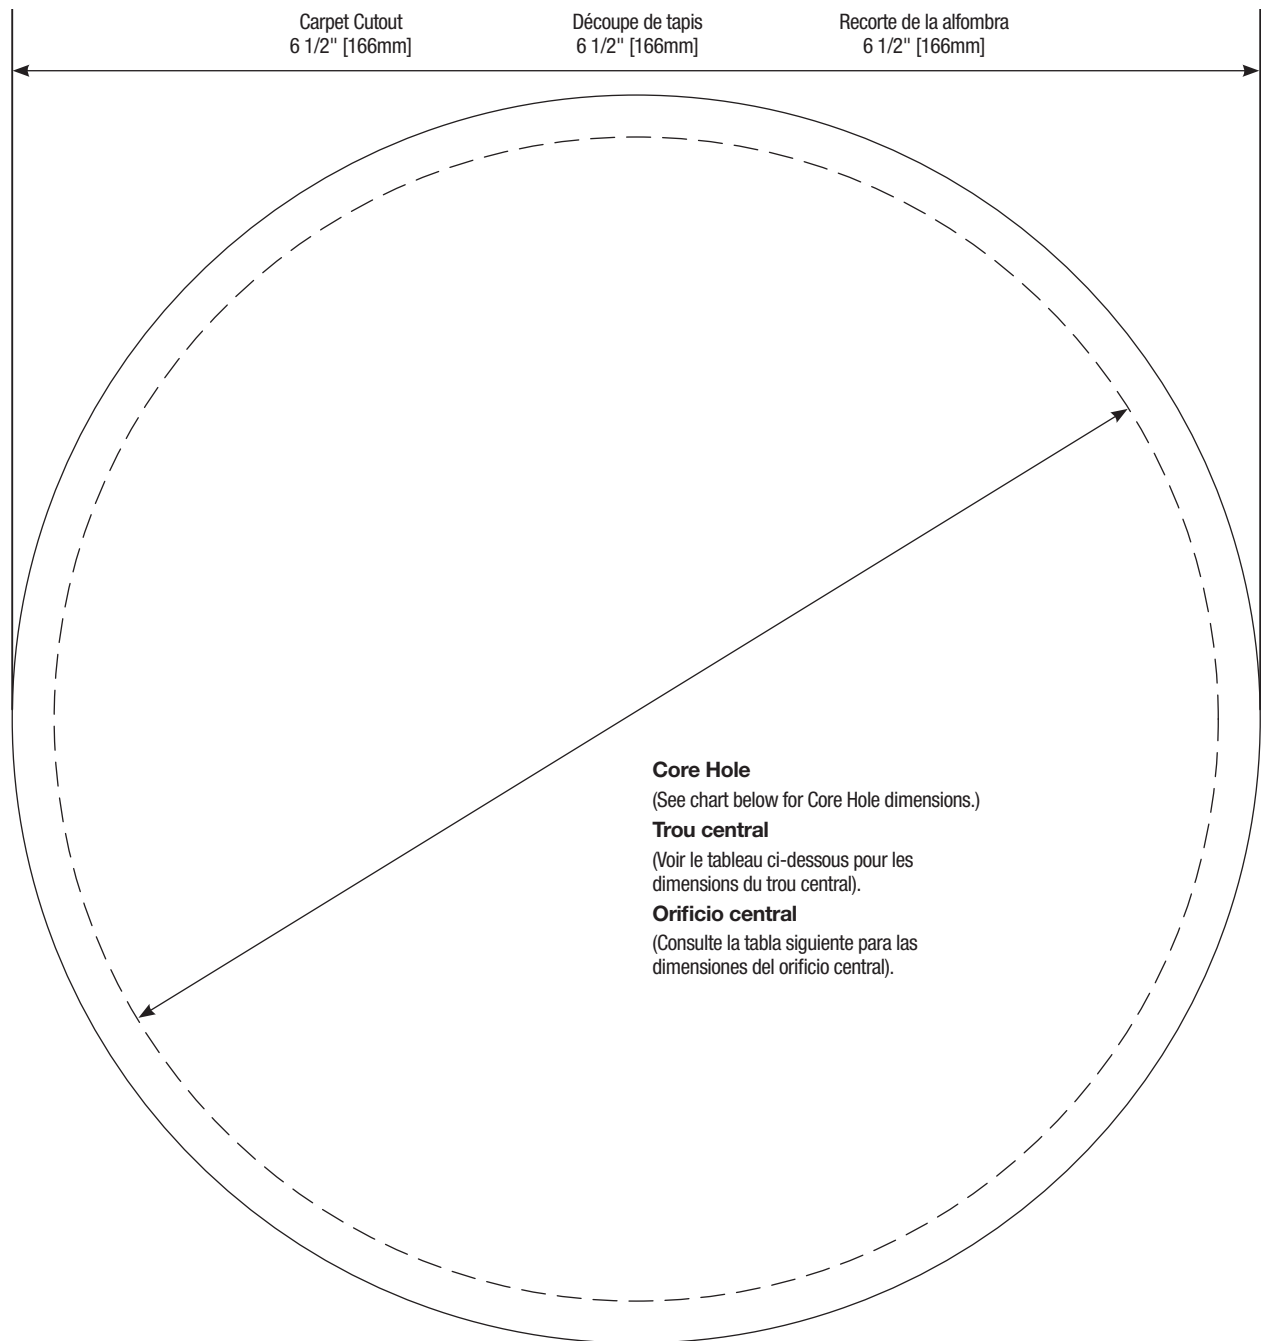 Carpet Cutout
6 1/2" [166mm]
Découpe de tapis
6 1/2" [166mm]
Recorte de la alfombra
6 1/2" [166mm]
Core Hole
(See chart below for Core Hole dimensions.)
Trou central
(Voir le tableau ci-dessous pour les
dimensions du trou central).
Orificio central
(Consulte la tabla siguiente para las
dimensiones del orificio central).